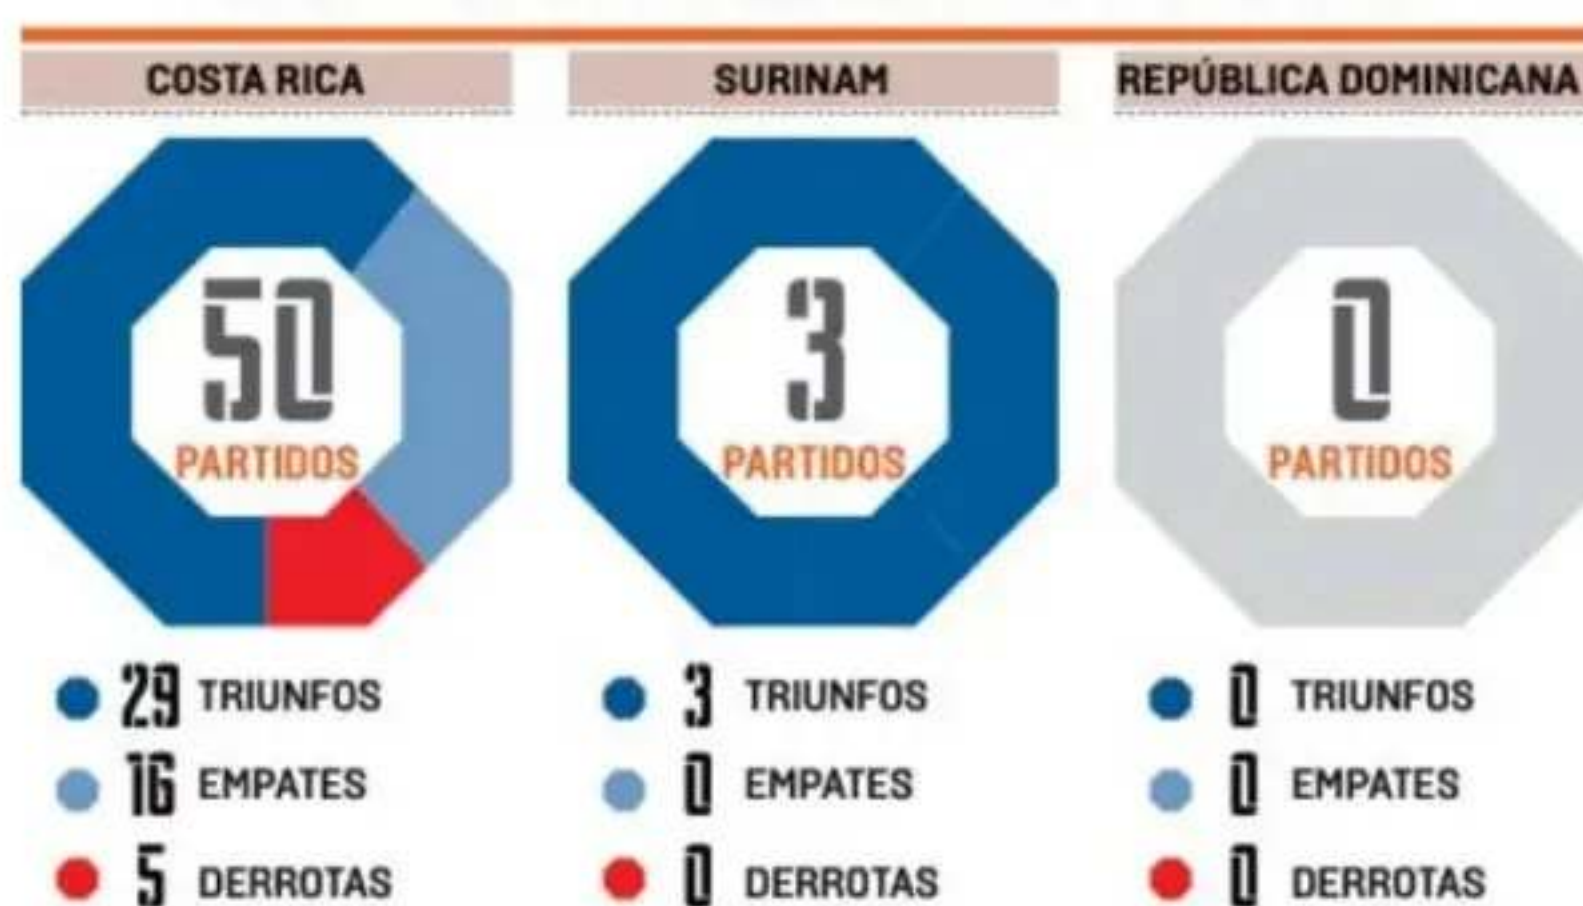 COSTA RICA
50
PARTIDOS
29 TRIUNFOS
16 EMPATES
5 DERROTAS
SURINAM
3
PARTIDOS
3 TRIUNFOS
0 EMPATES
0 DERROTAS
REPÚBLICA DOMINICANA
0
PARTIDOS
0 TRIUNFOS
0 EMPATES
0 DERROTAS